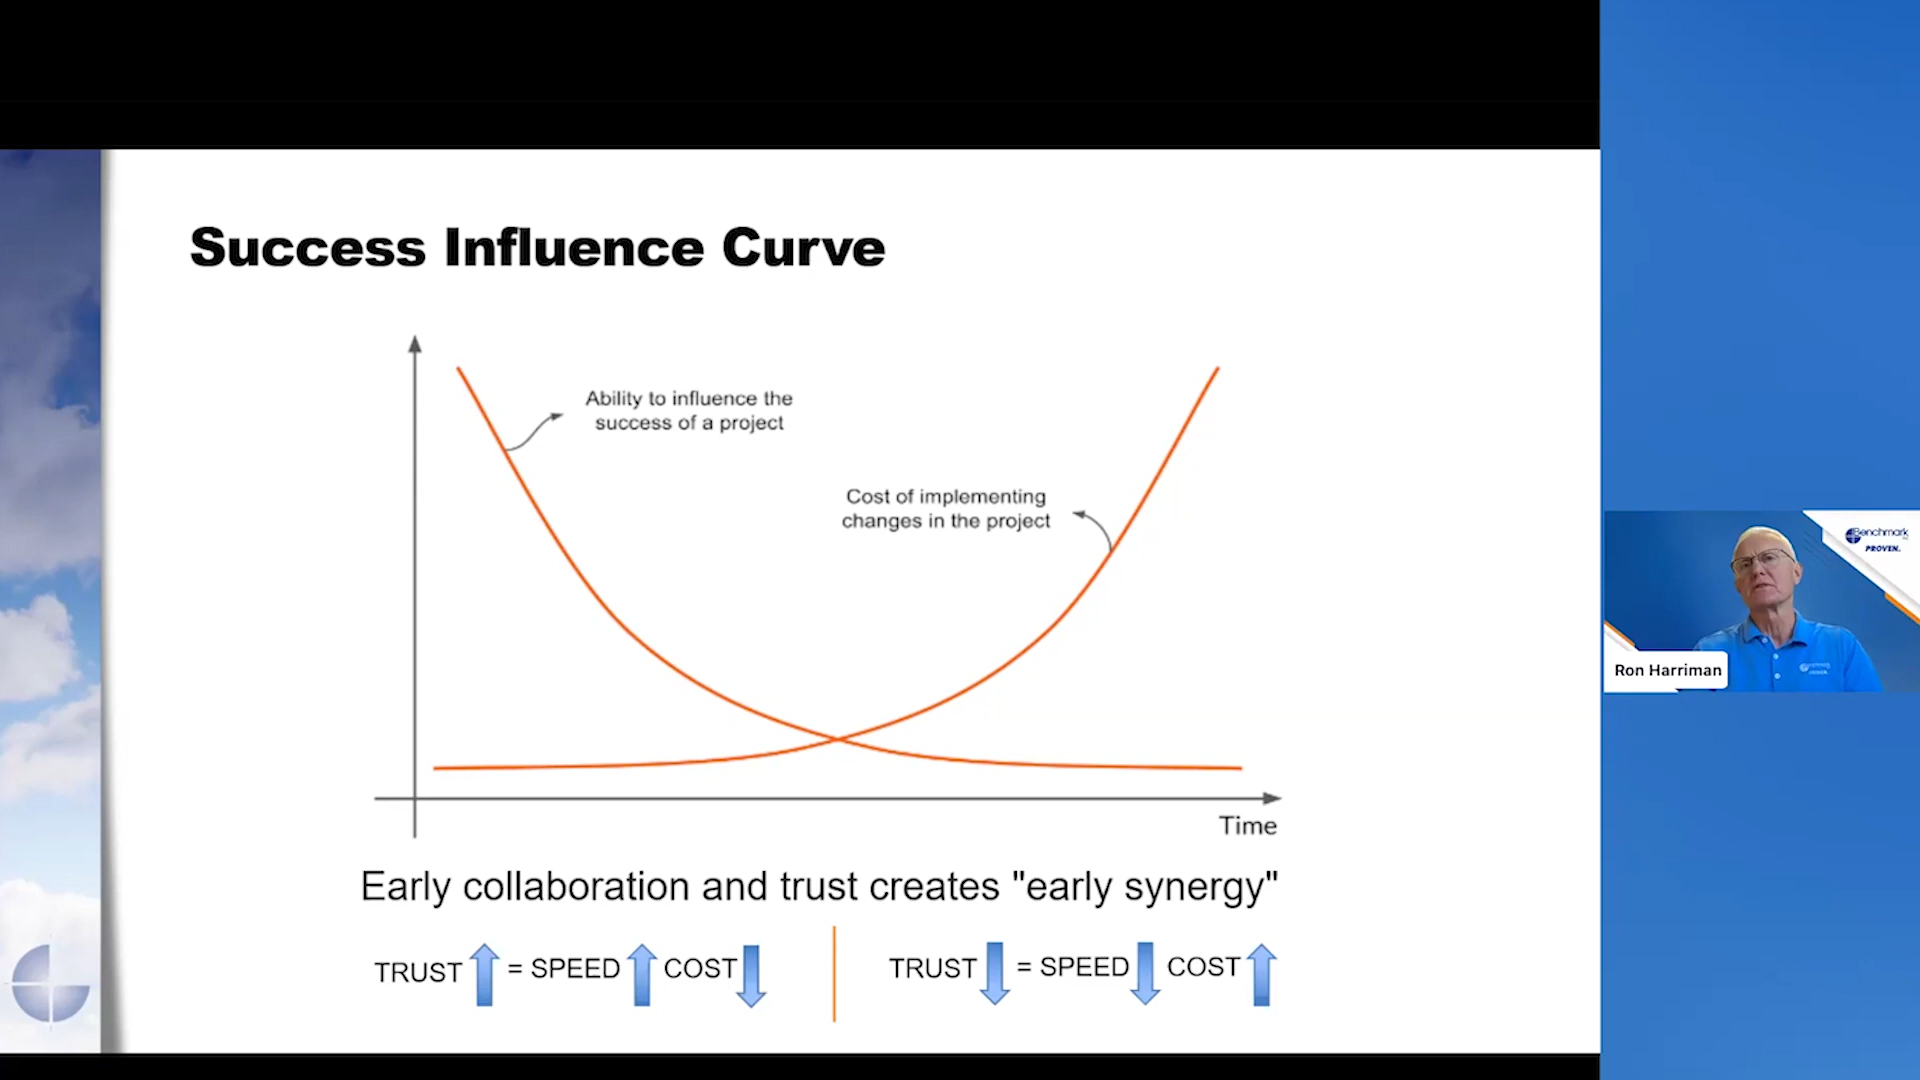 Success Influence Curve
Ability to influence the
success of a project
Cost of implementing
changes in the project
Time
Early collaboration and trust creates "early synergy"
TRUST = SPEED COST
TRUST = SPEED COST
Benchmark
PROVEN.
Ron Harriman